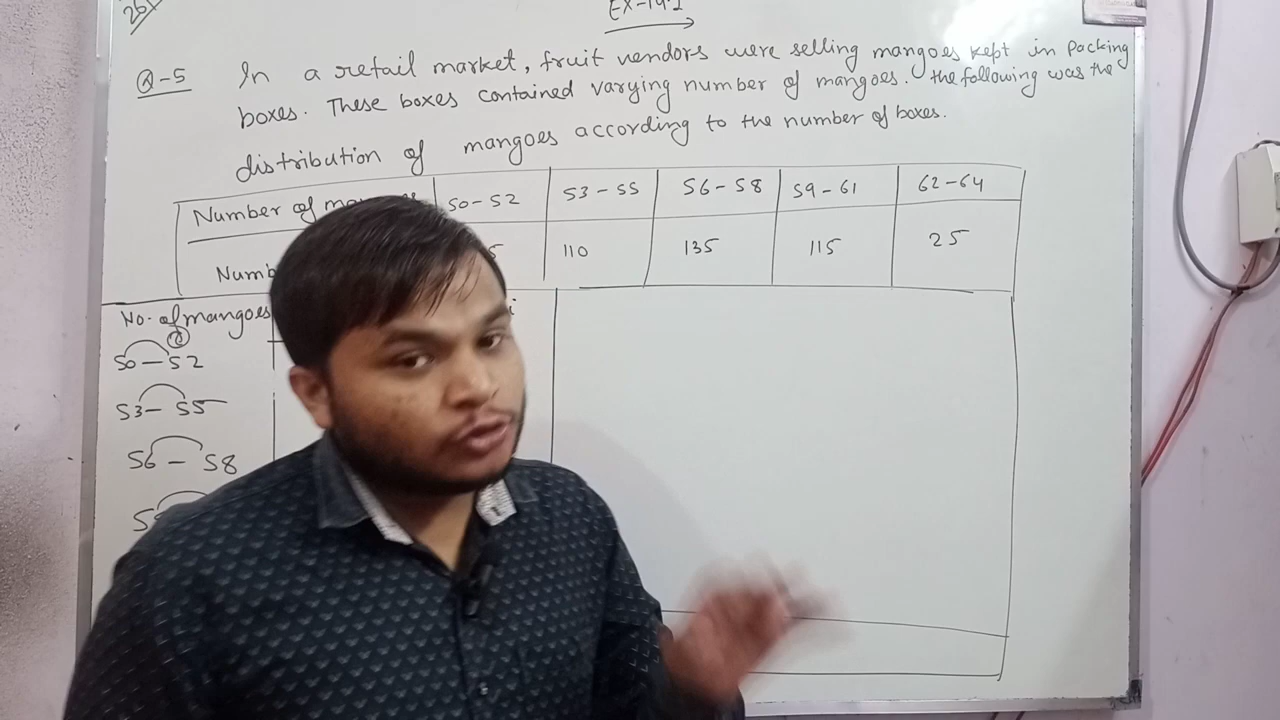 261
Ex-14.1
Q-5 In a retail market, fruit vendors were selling mangoes kept in packing
boxes. These boxes contained varying number of mangoes. the following was the
distribution of mangoes according to the number of boxes.
Number of 50-52 53-55 56-58 59-61 62-64
110 135 115 25
No. of mangoes i
50-52
53-55
56-58